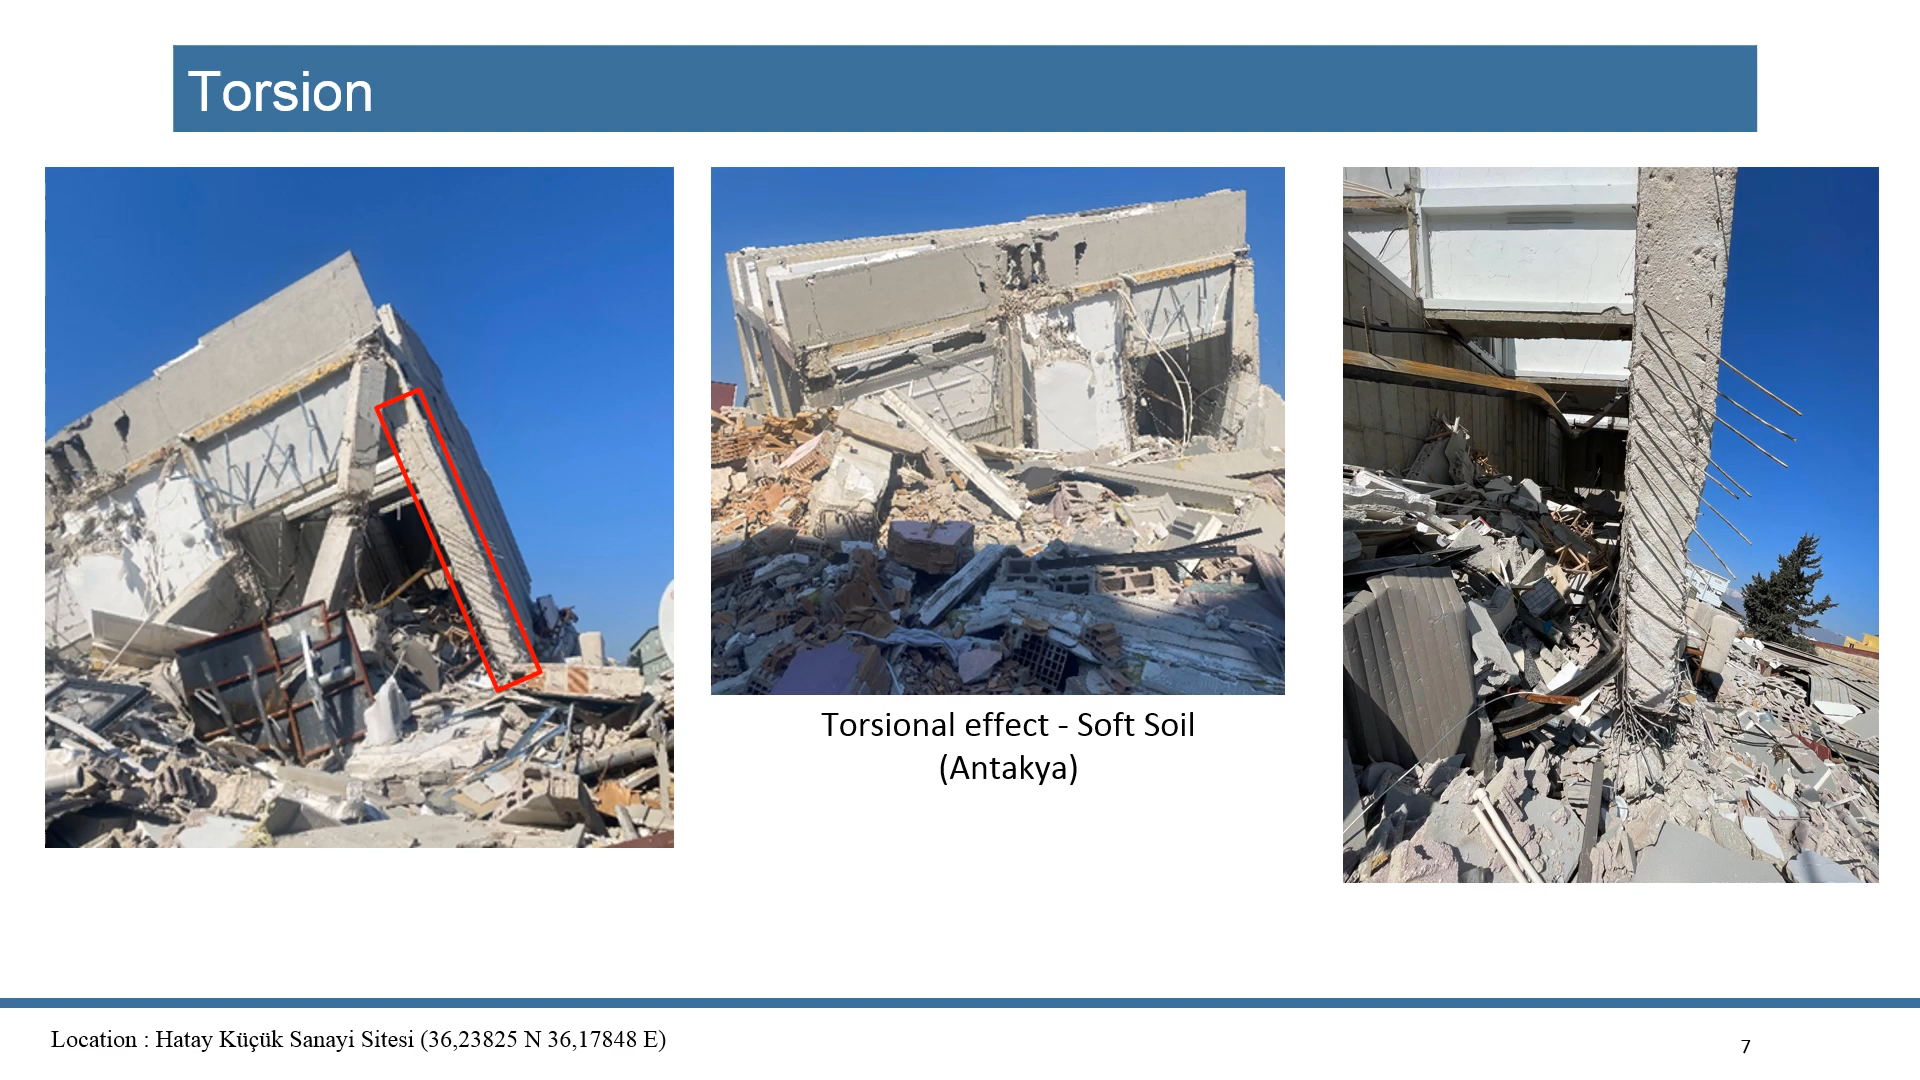 Torsion
Torsional effect - Soft Soil
(Antakya)
Location : Hatay Küçük Sanayi Sitesi (36,23825 N 36,17848 E)
7